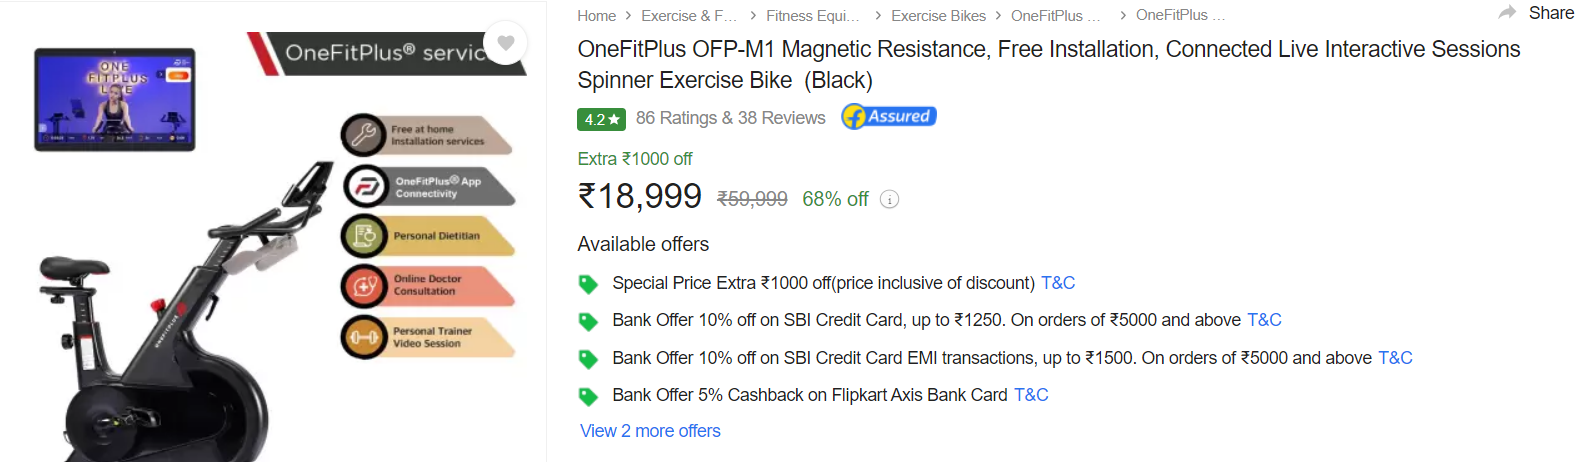 Home > Exercise & F... > Fitness Equi... > Exercise Bikes > OneFitPlus ... > OneFitPlus ...
Share
OneFitPlus OFP-M1 Magnetic Resistance, Free Installation, Connected Live Interactive Sessions
Spinner Exercise Bike (Black)
4.2★ 86 Ratings & 38 Reviews
Assured
Extra ₹1000 off
₹18,999 ₹59,999 68% off
Available offers
Special Price Extra ₹1000 off(price inclusive of discount) T&C
Bank Offer 10% off on SBI Credit Card, up to ₹1250. On orders of ₹5000 and above T&C
Bank Offer 10% off on SBI Credit Card EMI transactions, up to ₹1500. On orders of ₹5000 and above T&C
Bank Offer 5% Cashback on Flipkart Axis Bank Card T&C
View 2 more offers
OneFitPlus® servic
ONE
FITPLUS
LIVE
Free at home
Installation services
OneFitPlus® App
Connectivity
Personal Dietitian
Online Doctor
Consultation
Personal Trainer
Video Session
ONEFITPLUS